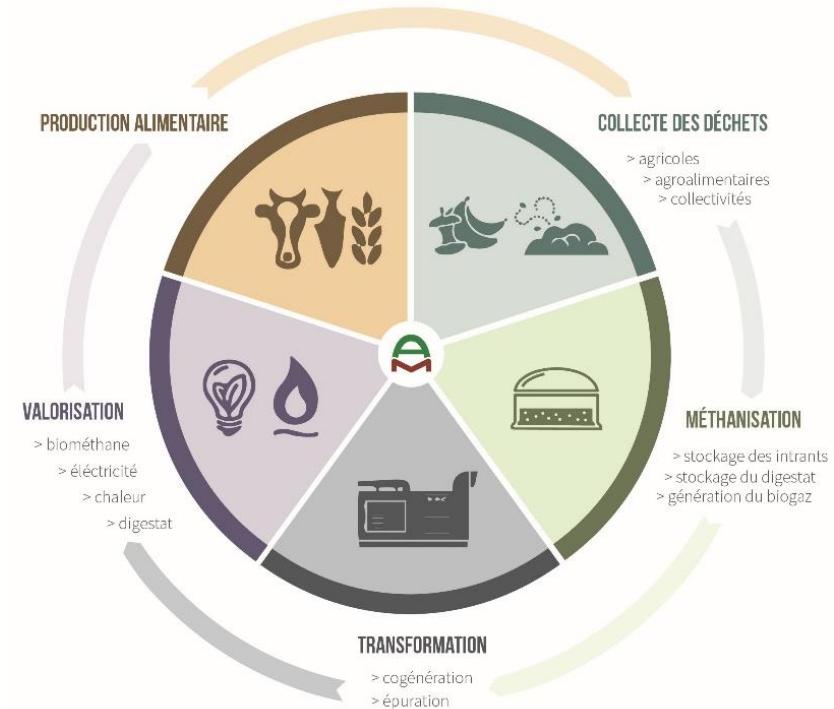 PRODUCTION ALIMENTAIRE
COLLECTE DES DÉCHETS
> agricoles
> agroalimentaires
> collectivités
MÉTHANISATION
> stockage des intrants
> stockage du digestat
> génération du biogaz
TRANSFORMATION
> cogénération
> épuration
VALORISATION
> biométhane
> éléctricité
> chaleur
> digestat
AM